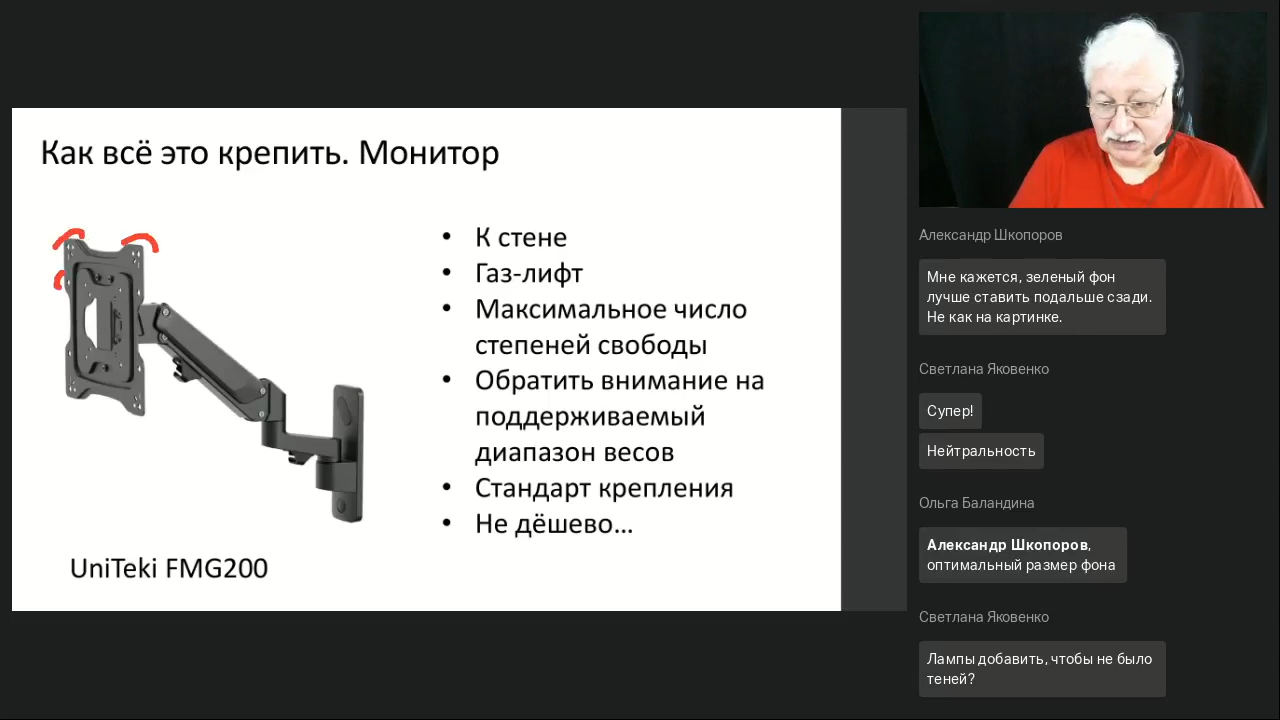 Как всё это крепить. Монитор
• К стене
• Газ-лифт
• Максимальное число
степеней свободы
• Обратить внимание на
поддерживаемый
диапазон весов
• Стандарт крепления
• Не дёшево…
UniTeki FMG200
Александр Шкопоров
Мне кажется, зеленый фон
лучше ставить подальше сзади.
Не как на картинке.
Светлана Яковенко
Супер!
Нейтральность
Ольга Баландина
Александр Шкопоров,
оптимальный размер фона
Светлана Яковенко
Лампы добавить, чтобы не было
теней?